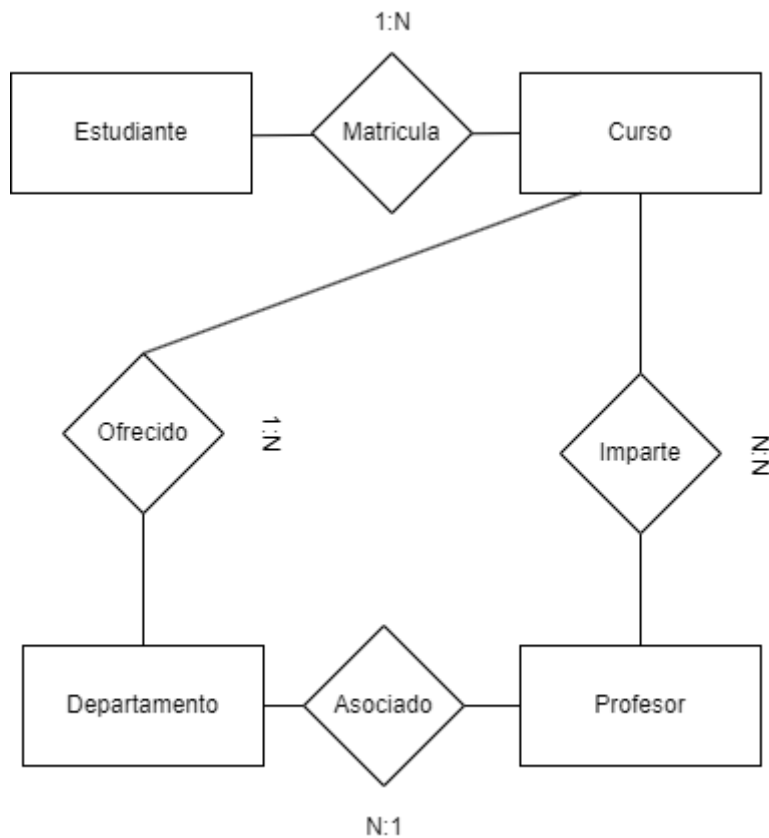 1:N
Estudiante
Matricula
Curso
Ofrecido
1:N
Imparte
N:N
Departamento
Asociado
Profesor
N:1